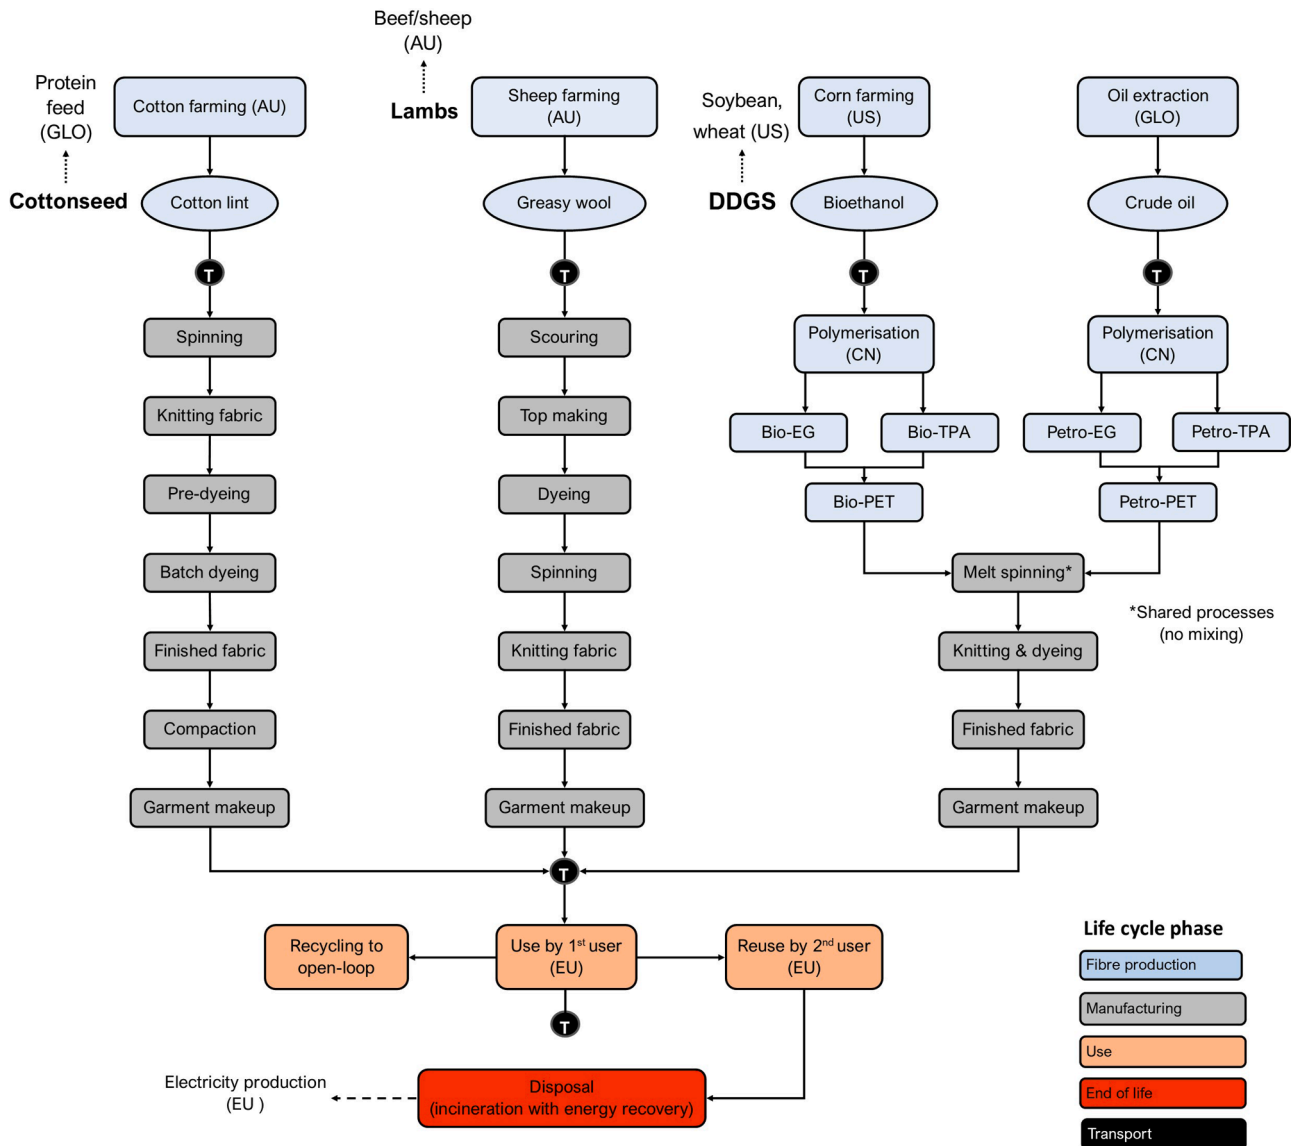 Beef/sheep
(AU)
Protein
feed
(GLO)
Cotton farming (AU)
Lambs
Sheep farming
(AU)
Soybean,
wheat (US)
Corn farming
(US)
Oil extraction
(GLO)
Cottonseed
Cotton lint
Greasy wool
DDGS
Bioethanol
Crude oil
T
T
T
T
Spinning
Scouring
Polymerisation
(CN)
Polymerisation
(CN)
Knitting fabric
Top making
Bio-EG
Bio-TPA
Petro-EG
Petro-TPA
Pre-dyeing
Dyeing
Bio-PET
Petro-PET
Batch dyeing
Spinning
Melt spinning*
*Shared processes
(no mixing)
Finished fabric
Knitting fabric
Knitting & dyeing
Compaction
Finished fabric
Finished fabric
Garment makeup
Garment makeup
Garment makeup
T
Recycling to
open-loop
Use by 1st user
(EU)
Reuse by 2nd user
(EU)
T
Electricity production
(EU )
Disposal
(incineration with energy recovery)
Life cycle phase
Fibre production
Manufacturing
Use
End of life
Transport